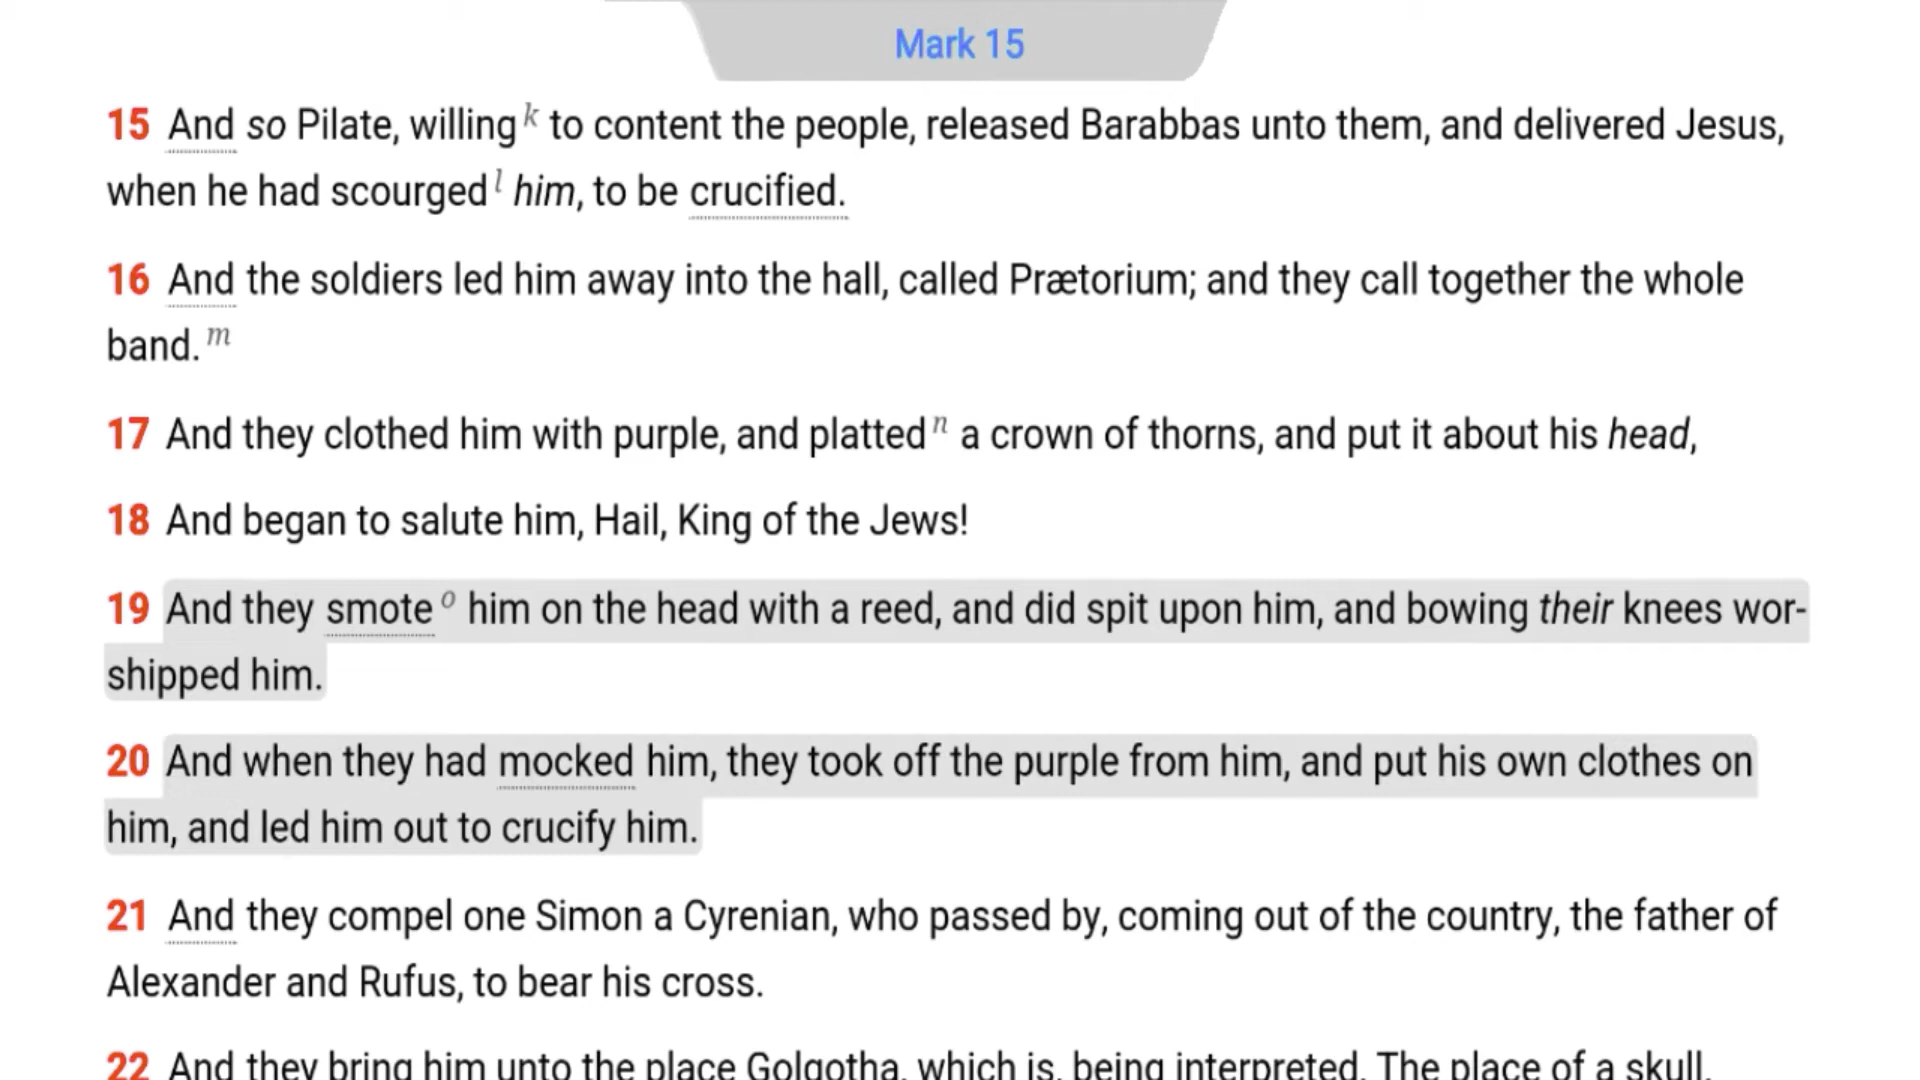 Mark 15
15 And so Pilate, willing k to content the people, released Barabbas unto them, and delivered Jesus,
when he had scourged l him, to be crucified.
16 And the soldiers led him away into the hall, called Prætorium; and they call together the whole
band. m
17 And they clothed him with purple, and platted n a crown of thorns, and put it about his head,
18 And began to salute him, Hail, King of the Jews!
19 And they smote o him on the head with a reed, and did spit upon him, and bowing their knees wor-
shipped him.
20 And when they had mocked him, they took off the purple from him, and put his own clothes on
him, and led him out to crucify him.
21 And they compel one Simon a Cyrenian, who passed by, coming out of the country, the father of
Alexander and Rufus, to bear his cross.
22 And they bring him unto the place Golgotha, which is, being interpreted, The place of a skull.